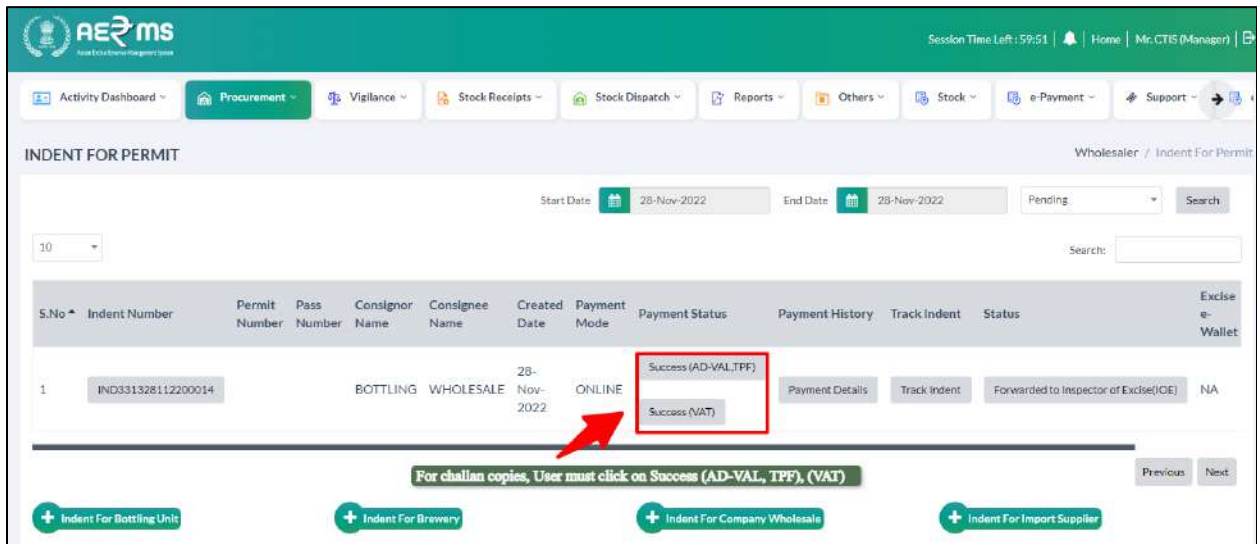 AERMS
Session Time Left : 59:51 | Home | Mr. CTIS (Manager) |
Activity Dashboard
Procurement
Vigilance
Stock Receipts
Stock Dispatch
Reports
Others
Stock
e-Payment
Support
INDENT FOR PERMIT
Wholesaler / Indent For Permit
Start Date 28-Nov-2022 End Date 28-Nov-2022 Pending Search
10 Search:
S.No Indent Number Permit Number Pass Number Consignor Name Consignee Name Created Date Payment Mode Payment Status Payment History Track Indent Status Excise e-Wallet
1 IND331328112200014 BOTTLING WHOLESALE 28-Nov-2022 ONLINE Success (AD-VAL,TPF) Success (VAT) Payment Details Track Indent Forwarded to Inspector of Excise(IOE) NA
For challan copies, User must click on Success (AD-VAL, TPF), (VAT)
Previous Next
Indent For Bottling Unit
Indent For Brewery
Indent For Company Wholesale
Indent For Import Supplier